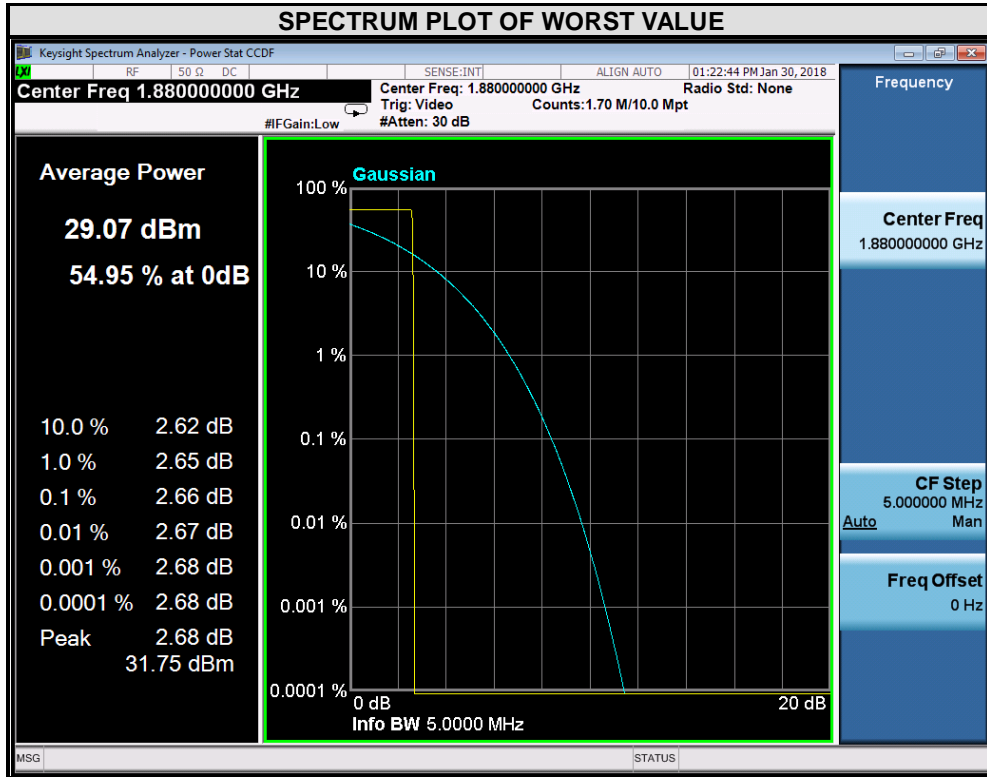 SPECTRUM PLOT OF WORST VALUE
Keysight Spectrum Analyzer - Power Stat CCDF
LXI RF 50 Ω DC SENSE:INT ALIGN AUTO 01:22:44 PM Jan 30, 2018
Center Freq 1.880000000 GHz
Center Freq: 1.880000000 GHz Radio Std: None
Trig: Video Counts:1.70 M/10.0 Mpt
#IFGain:Low #Atten: 30 dB
Frequency
Average Power
29.07 dBm
54.95 % at 0dB
10.0 % 2.62 dB
1.0 % 2.65 dB
0.1 % 2.66 dB
0.01 % 2.67 dB
0.001 % 2.68 dB
0.0001 % 2.68 dB
Peak 2.68 dB
31.75 dBm
Gaussian
100 %
10 %
1 %
0.1 %
0.01 %
0.001 %
0.0001 %
0 dB 20 dB
Info BW 5.0000 MHz
Center Freq
1.880000000 GHz
CF Step
5.000000 MHz
Auto Man
Freq Offset
0 Hz
MSG STATUS